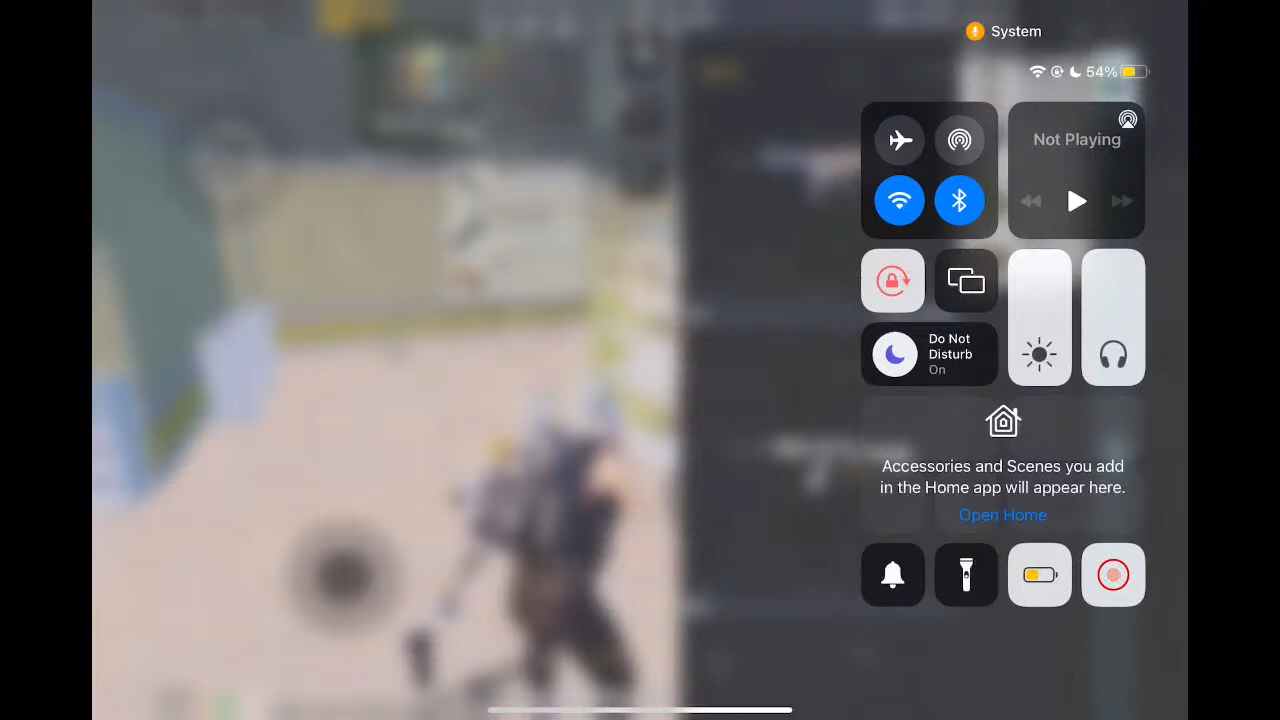 System
54%
Not Playing
Do Not
Disturb
On
Accessories and Scenes you add
in the Home app will appear here.
Open Home